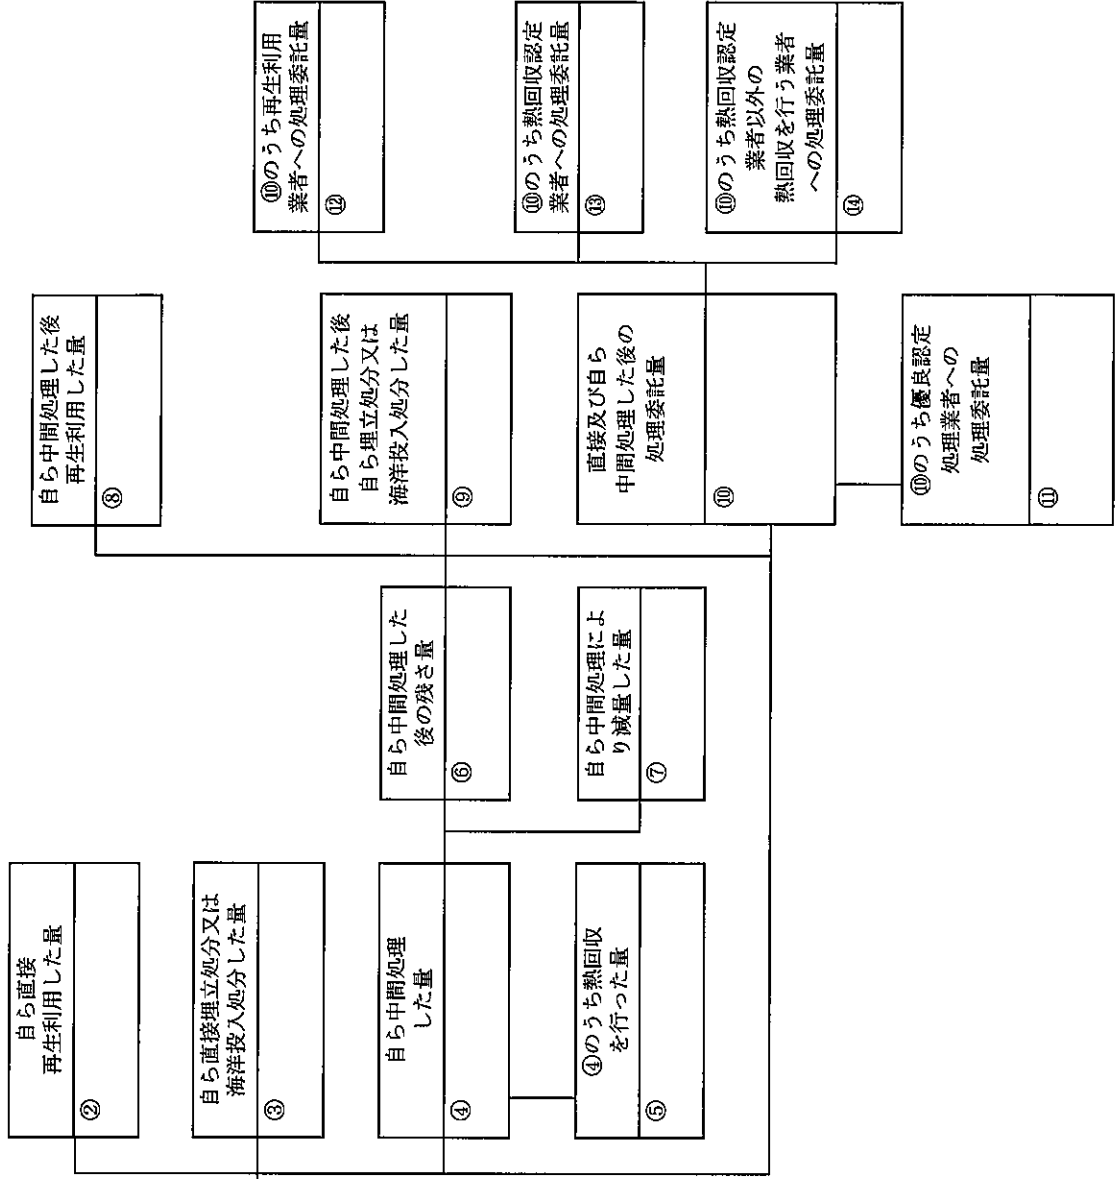 自ら直接
再生利用した量
②
自ら直接埋立処分又は
海洋投入処分した量
③
自ら中間処理
した量
④
④のうち熱回収
を行った量
⑤
自ら中間処理した
後の残さ量
⑥
自ら中間処理によ
り減量した量
⑦
自ら中間処理した後
再生利用した量
⑧
自ら中間処理した後
自ら埋立処分又は
海洋投入処分した量
⑨
直接及び自ら
中間処理した後の
処理委託量
⑩
⑩のうち優良認定
処理業者への
処理委託量
⑪
⑩のうち再生利用
業者への処理委託量
⑫
⑩のうち熱回収認定
業者への処理委託量
⑬
⑩のうち熱回収認定
業者以外の
熱回収を行う業者
への処理委託量
⑭